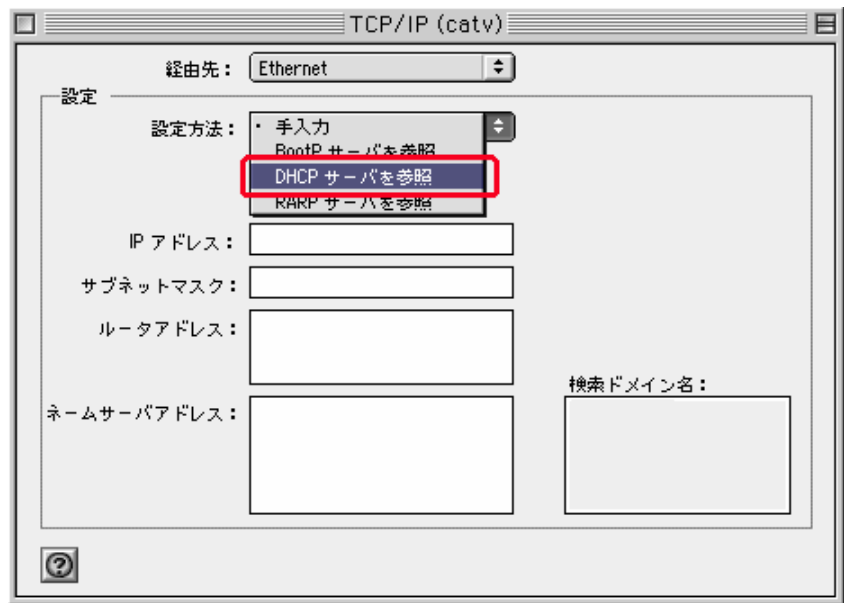 TCP/IP (catv)
経由先： Ethernet
設定
設定方法： ・ 手入力
BootP サーバを参照
DHCP サーバを参照
RARP サーバを参照
IP アドレス：
サブネットマスク：
ルータアドレス：
検索ドメイン名：
ネームサーバアドレス：
?